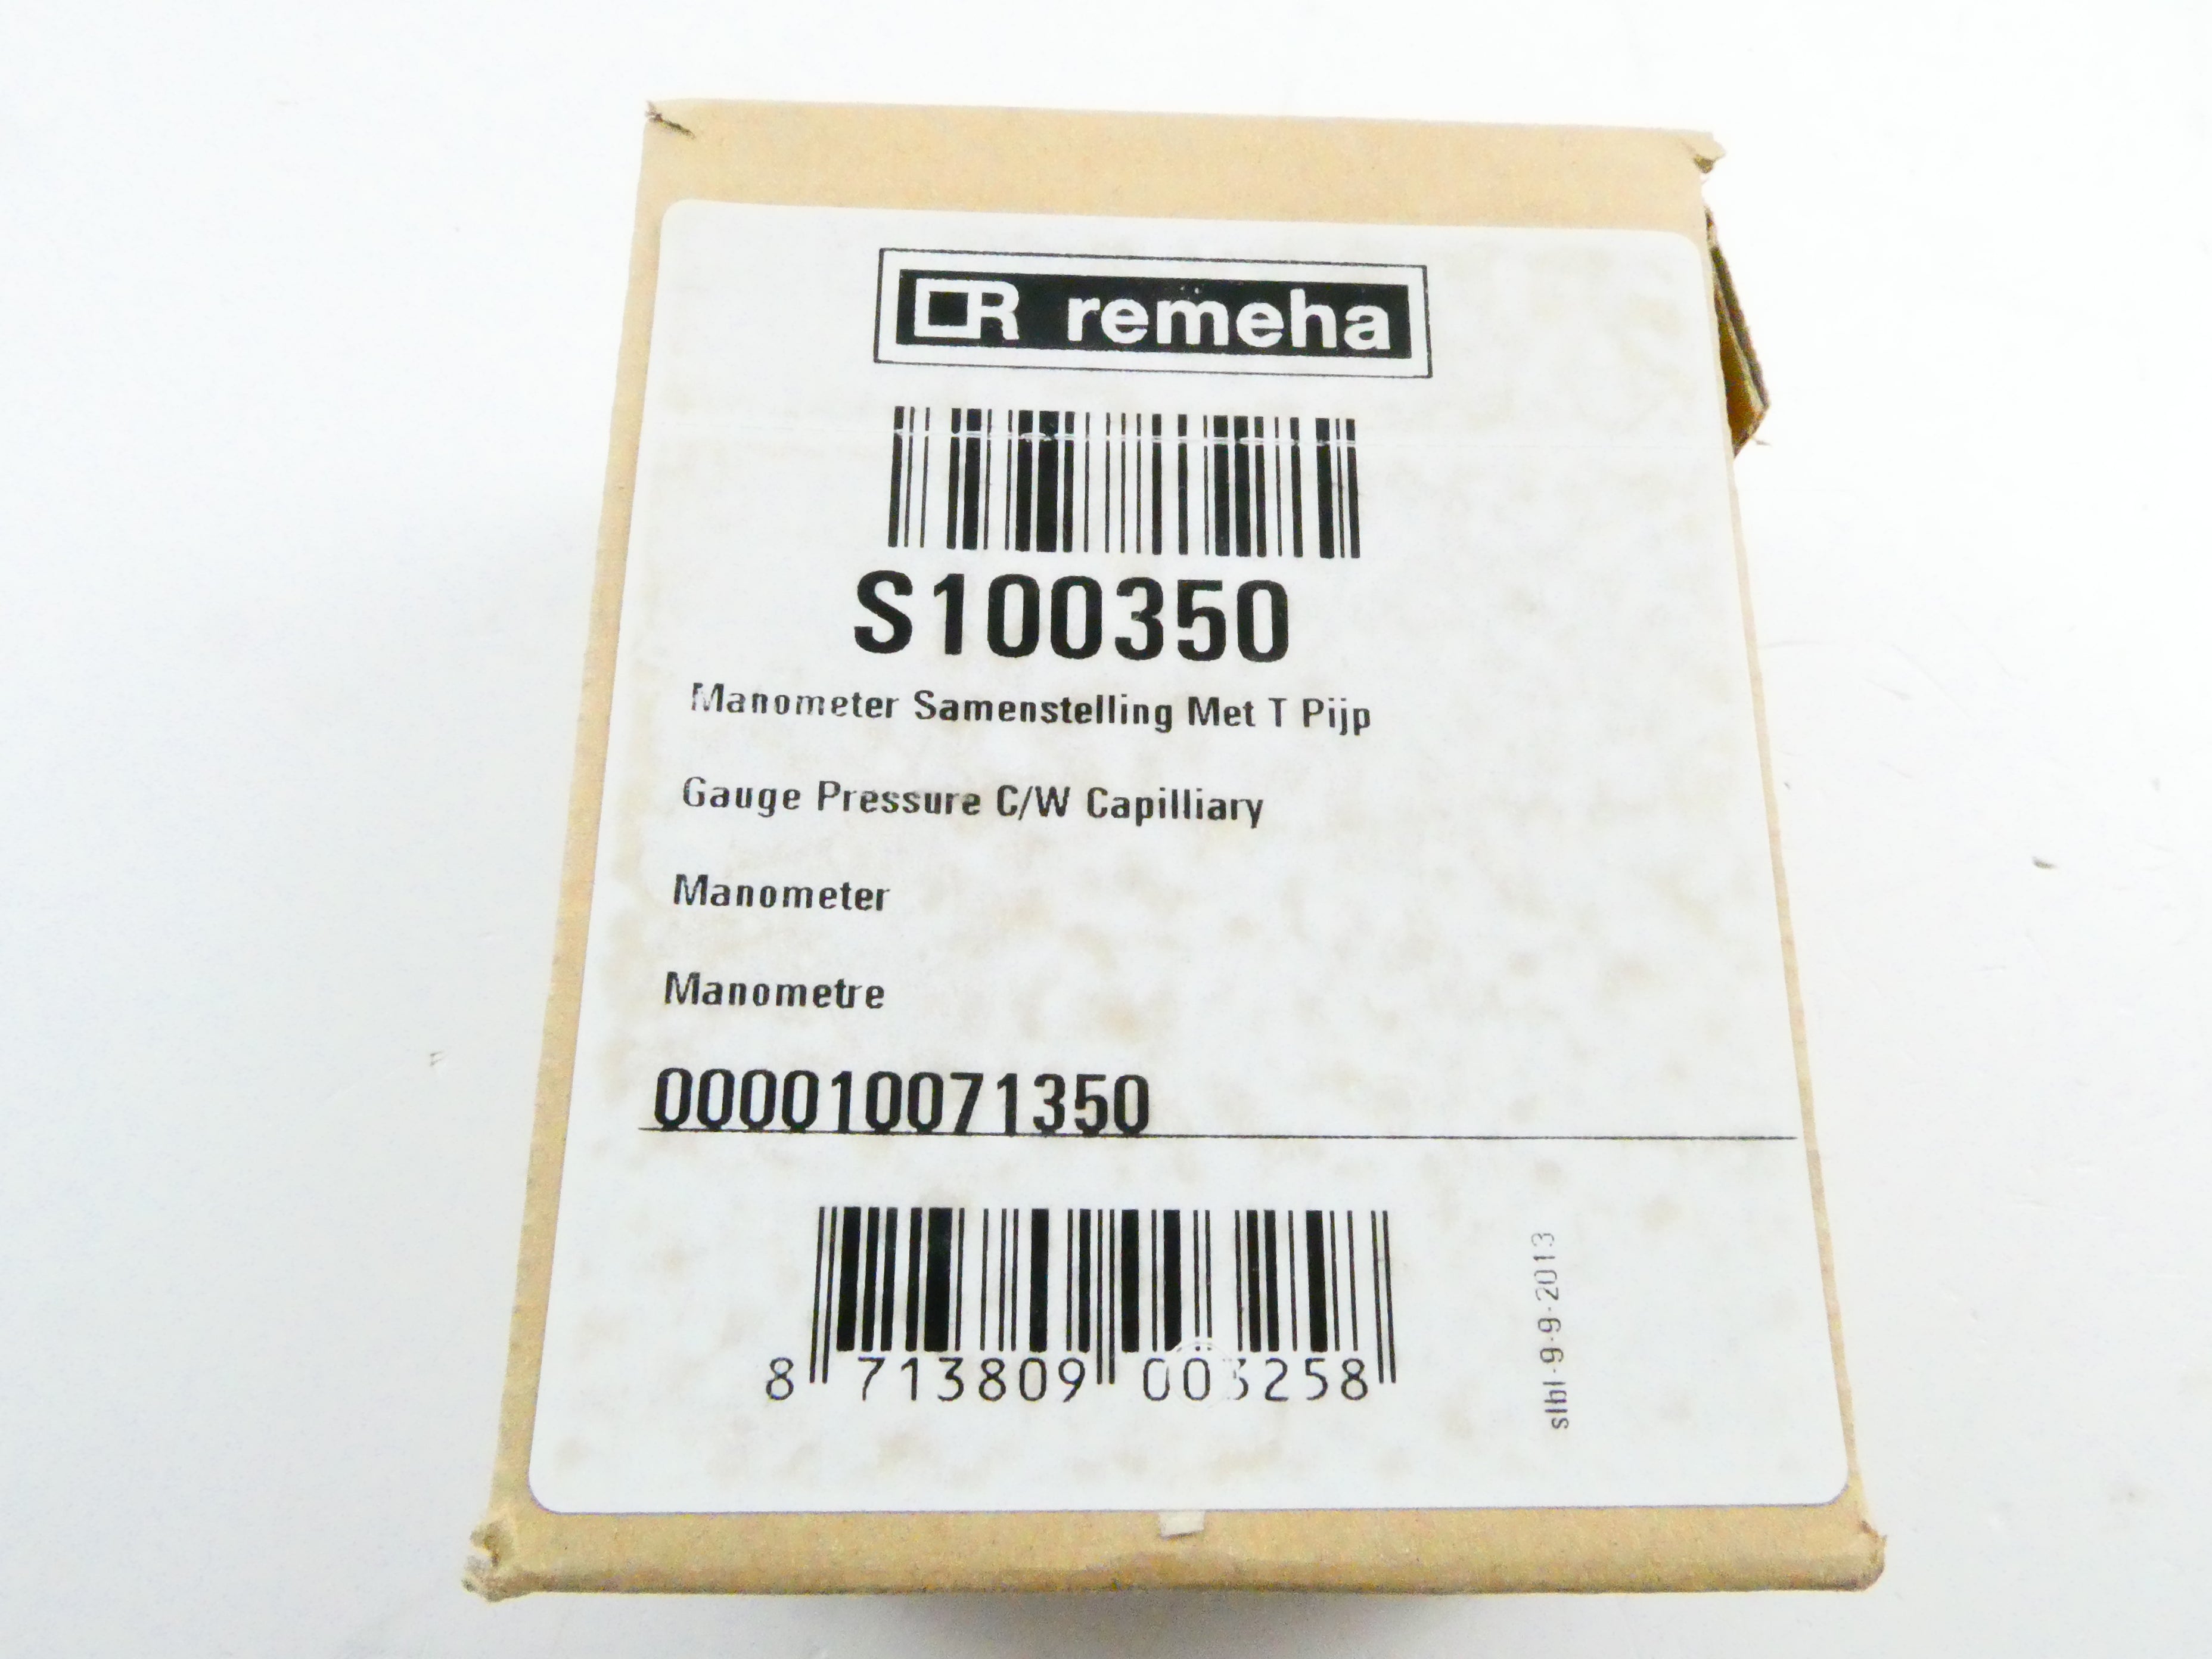 R remeha
S100350
Manometer Samenstelling Met T Pijp
Gauge Pressure C/W Capilliary
Manometer
Manometre
000010071350
8 713809 003258
slbl-9-9-2013